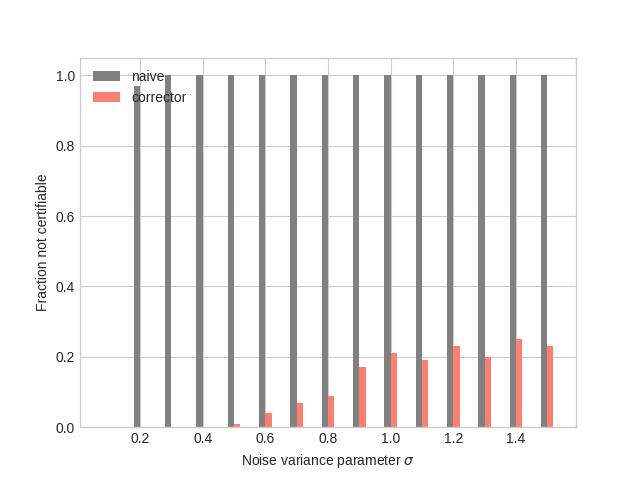 naive
corrector
1.0
0.8
0.6
0.4
0.2
0.0
Fraction not certifiable
0.2 0.4 0.6 0.8 1.0 1.2 1.4
Noise variance parameter σ